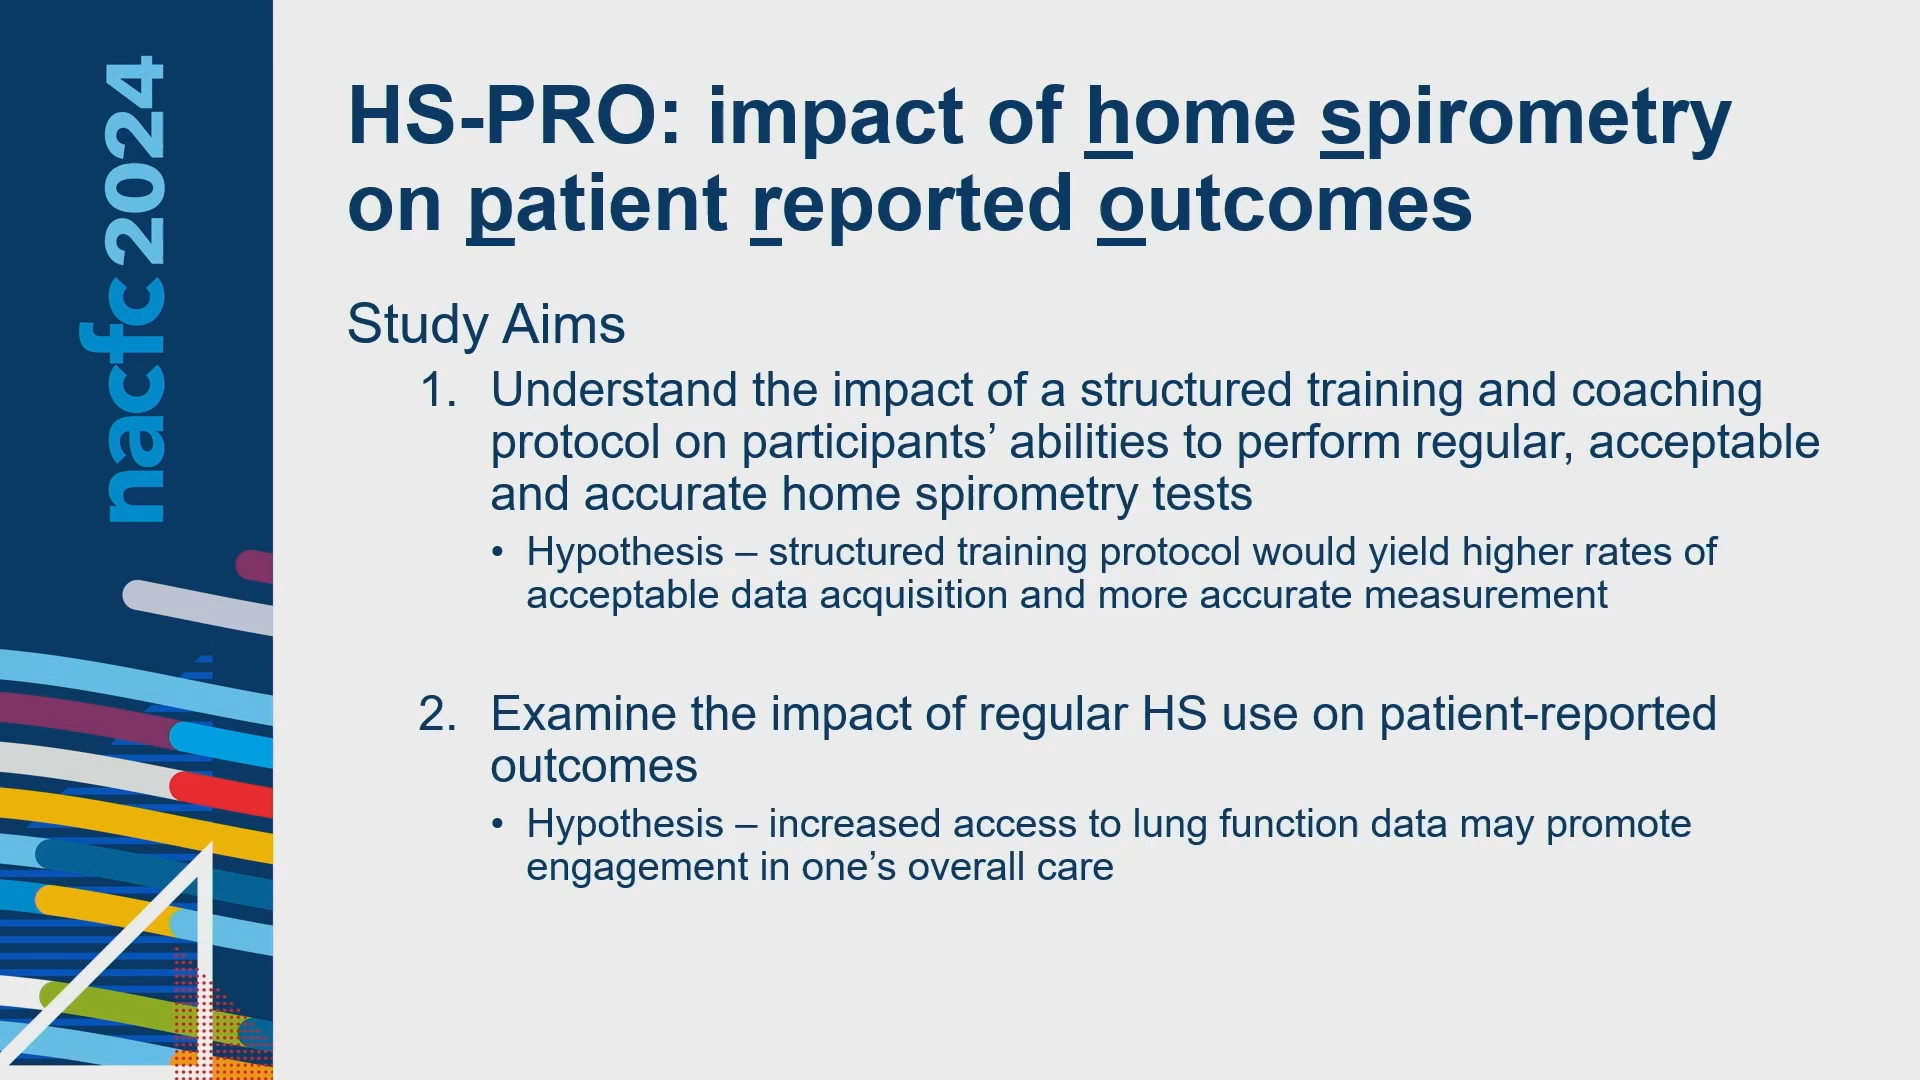 nacfc2024
HS-PRO: impact of home spirometry
on patient reported outcomes
Study Aims
1. Understand the impact of a structured training and coaching
protocol on participants’ abilities to perform regular, acceptable
and accurate home spirometry tests
• Hypothesis – structured training protocol would yield higher rates of
acceptable data acquisition and more accurate measurement
2. Examine the impact of regular HS use on patient-reported
outcomes
• Hypothesis – increased access to lung function data may promote
engagement in one’s overall care